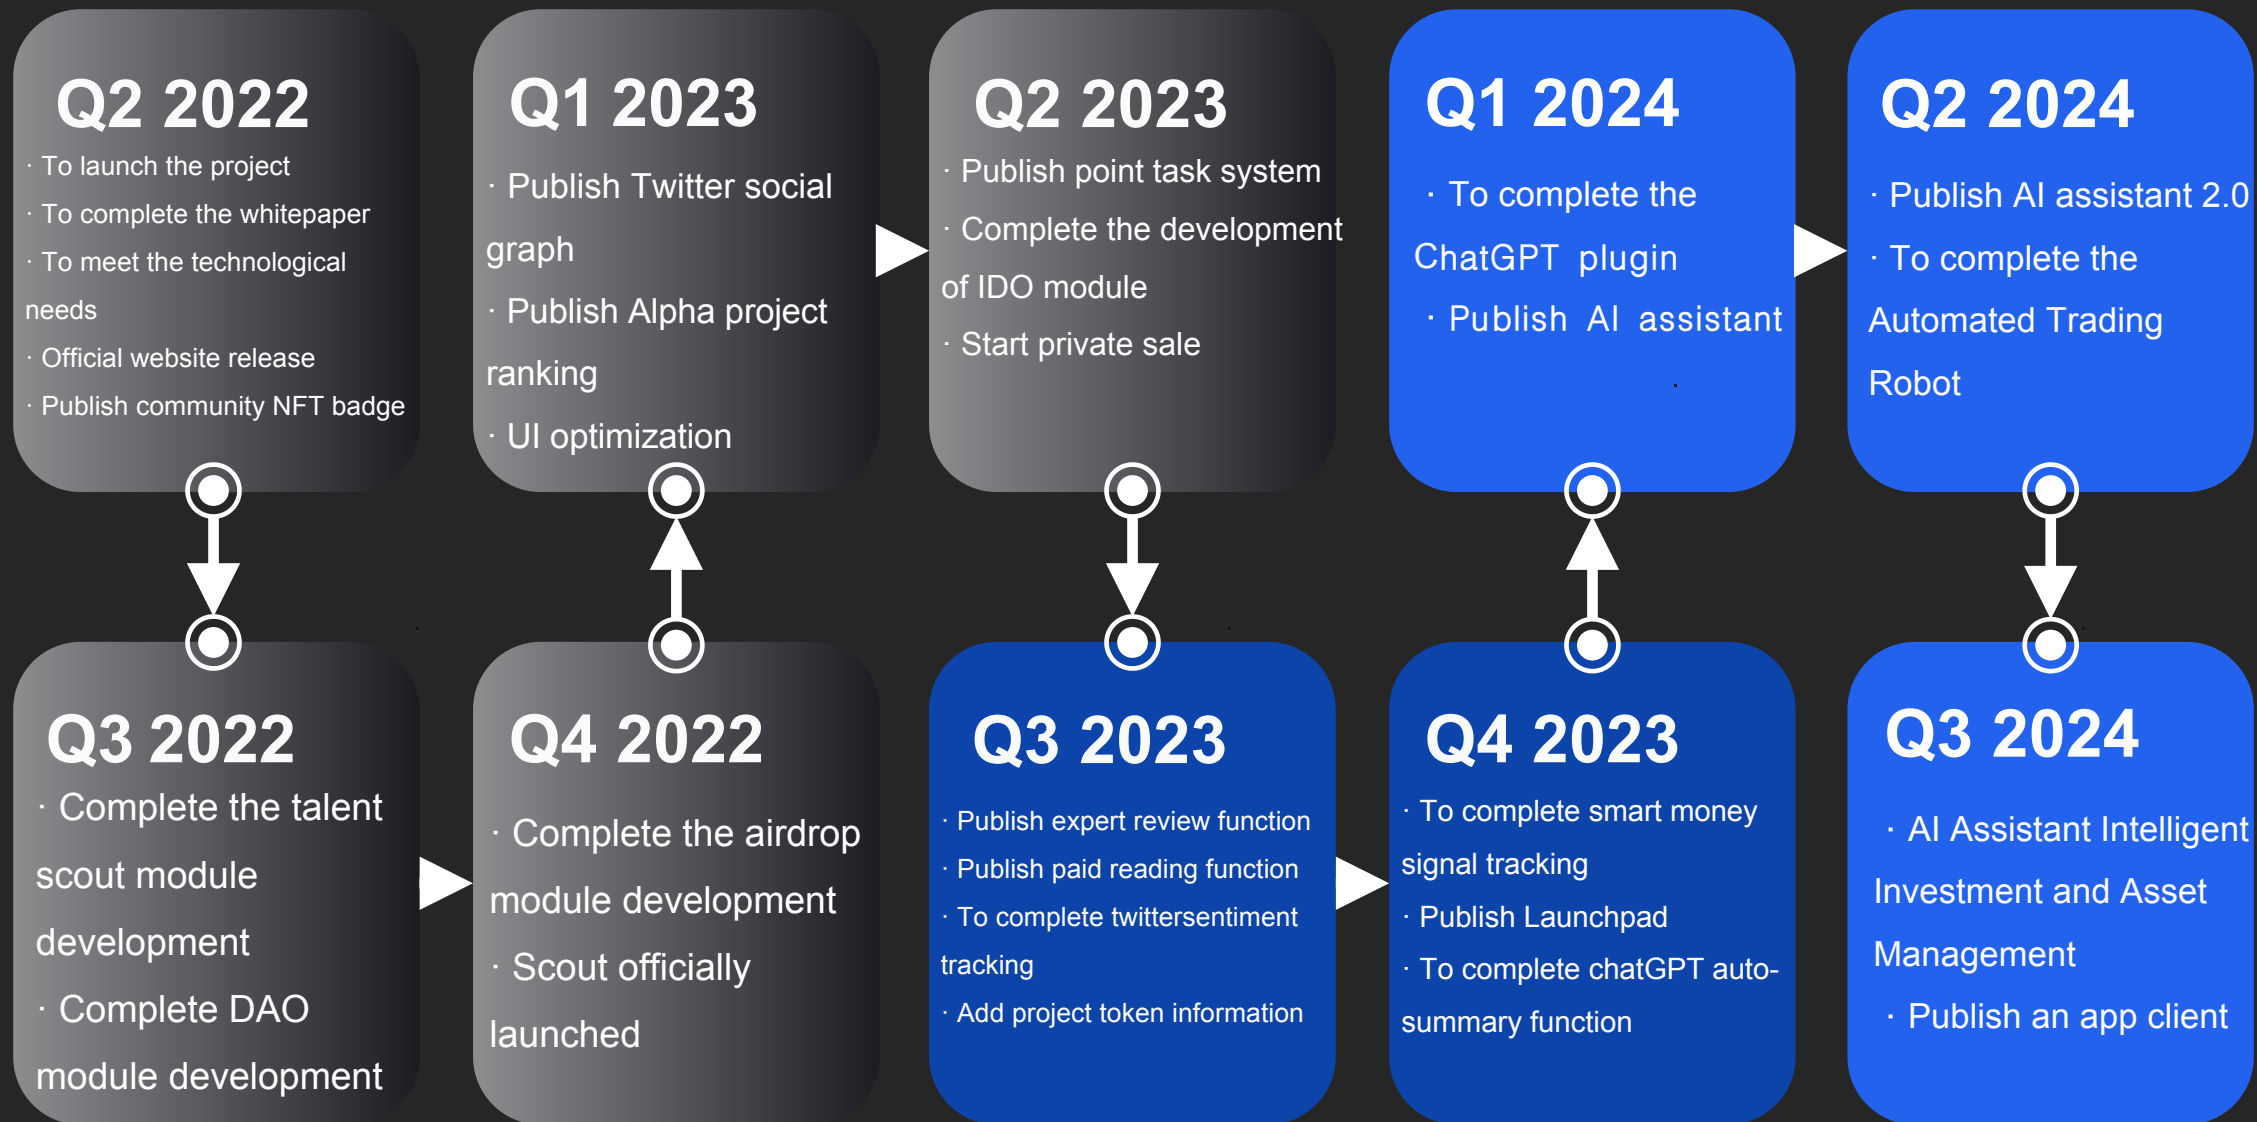 Q2 2022
· To launch the project
· To complete the whitepaper
· To meet the technological
needs
· Official website release
· Publish community NFT badge
Q3 2022
· Complete the talent
scout module
development
· Complete DAO
module development
Q4 2022
· Complete the airdrop
module development
· Scout officially
launched
Q1 2023
· Publish Twitter social
graph
· Publish Alpha project
ranking
· UI optimization
Q2 2023
· Publish point task system
· Complete the development
of IDO module
· Start private sale
Q3 2023
· Publish expert review function
· Publish paid reading function
· To complete twittersentiment
tracking
· Add project token information
Q4 2023
· To complete smart money
signal tracking
· Publish Launchpad
· To complete chatGPT auto-
summary function
Q1 2024
· To complete the
ChatGPT plugin
· Publish AI assistant
Q2 2024
· Publish AI assistant 2.0
· To complete the
Automated Trading
Robot
Q3 2024
· AI Assistant Intelligent
Investment and Asset
Management
· Publish an app client